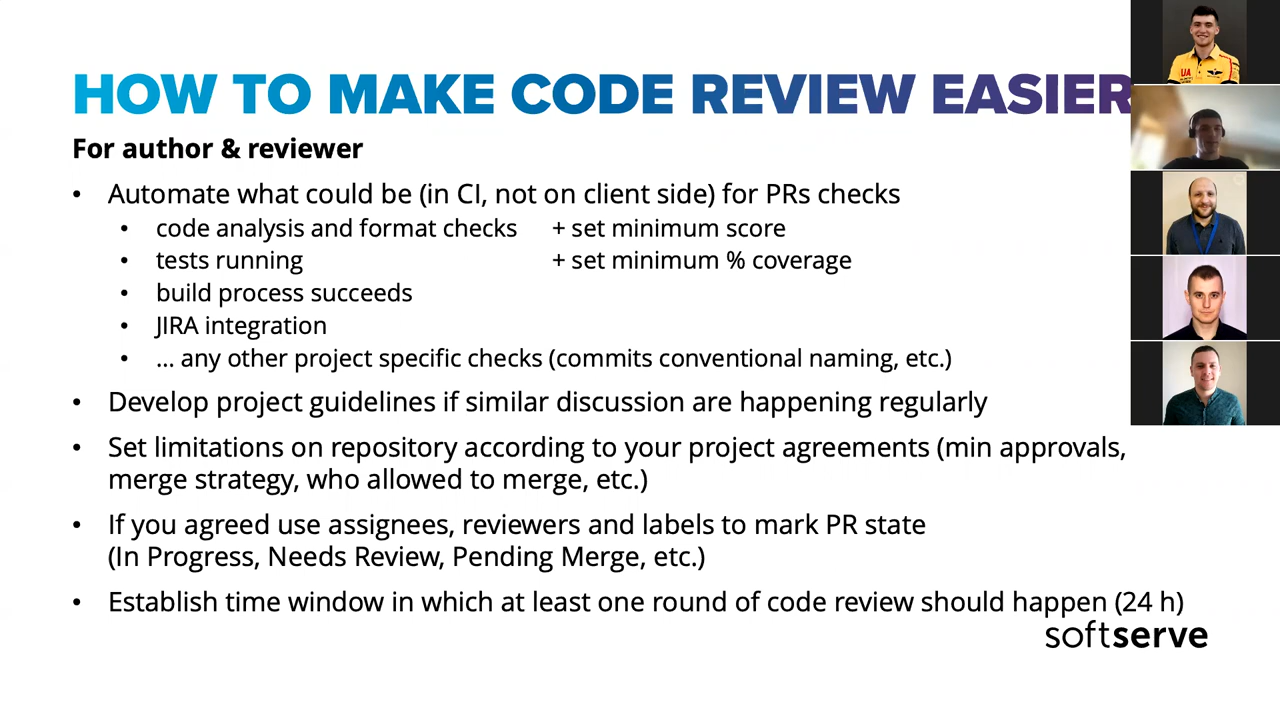 HOW TO MAKE CODE REVIEW EASIER
For author & reviewer
• Automate what could be (in CI, not on client side) for PRs checks
• code analysis and format checks + set minimum score
• tests running + set minimum % coverage
• build process succeeds
• JIRA integration
• ... any other project specific checks (commits conventional naming, etc.)
• Develop project guidelines if similar discussion are happening regularly
• Set limitations on repository according to your project agreements (min approvals,
merge strategy, who allowed to merge, etc.)
• If you agreed use assignees, reviewers and labels to mark PR state
(In Progress, Needs Review, Pending Merge, etc.)
• Establish time window in which at least one round of code review should happen (24 h)
softserve
UA